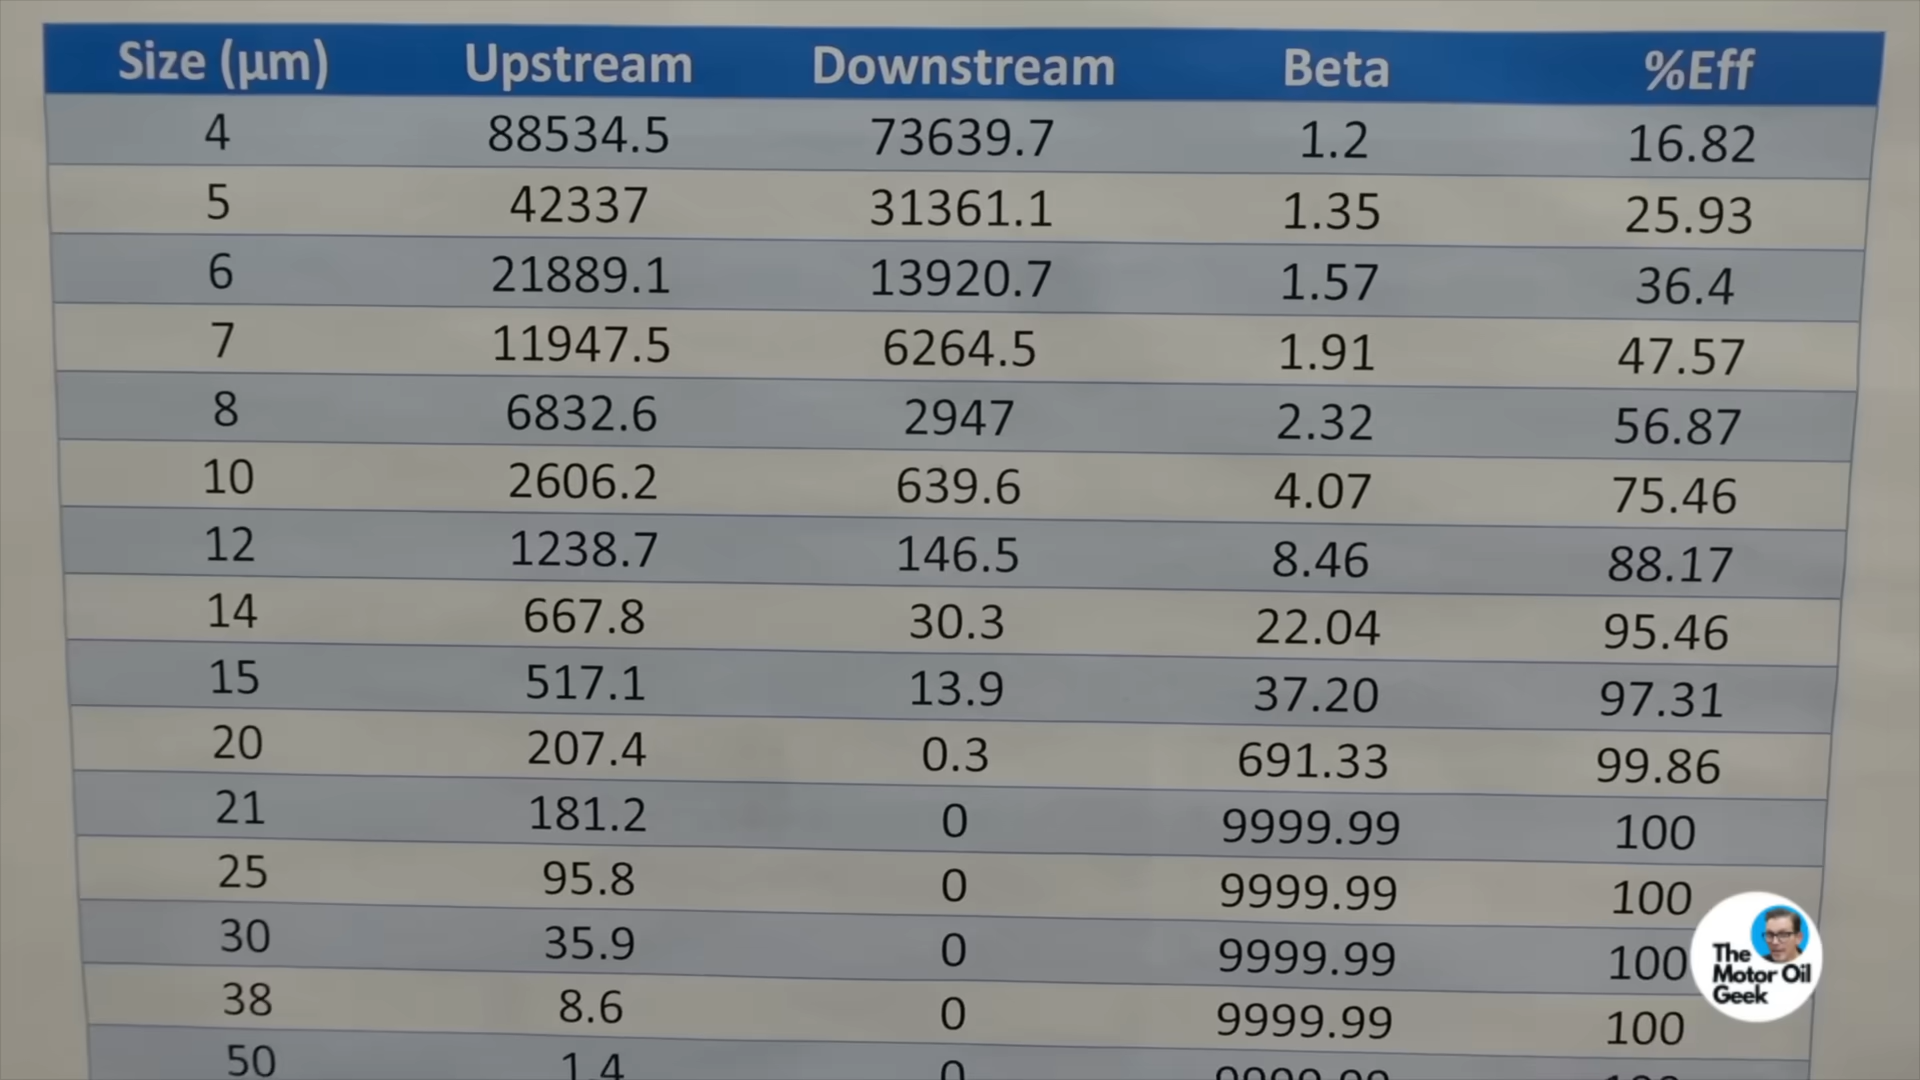 Size (µm) Upstream Downstream Beta %Eff
4 88534.5 73639.7 1.2 16.82
5 42337 31361.1 1.35 25.93
6 21889.1 13920.7 1.57 36.4
7 11947.5 6264.5 1.91 47.57
8 6832.6 2947 2.32 56.87
10 2606.2 639.6 4.07 75.46
12 1238.7 146.5 8.46 88.17
14 667.8 30.3 22.04 95.46
15 517.1 13.9 37.20 97.31
20 207.4 0.3 691.33 99.86
21 181.2 0 9999.99 100
25 95.8 0 9999.99 100
30 35.9 0 9999.99 100
38 8.6 0 9999.99 100
50 1.4 0 9999.99 100
The
Motor Oil
Geek